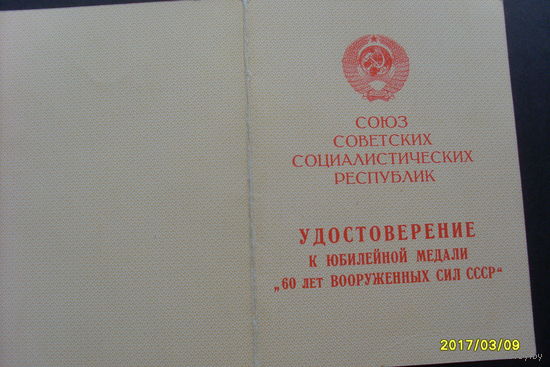 СОЮЗ
СОВЕТСКИХ
СОЦИАЛИСТИЧЕСКИХ
РЕСПУБЛИК
УДОСТОВЕРЕНИЕ
К ЮБИЛЕЙНОЙ МЕДАЛИ
„60 ЛЕТ ВООРУЖЕННЫХ СИЛ СССР“
2017/03/09